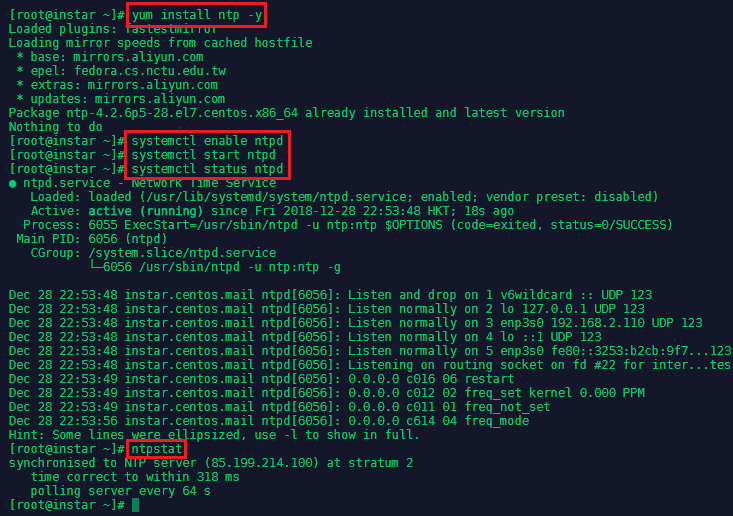 [root@instar ~]# yum install ntp -y
Loaded plugins: fastestmirror
Loading mirror speeds from cached hostfile
 * base: mirrors.aliyun.com
 * epel: fedora.cs.nctu.edu.tw
 * extras: mirrors.aliyun.com
 * updates: mirrors.aliyun.com
Package ntp-4.2.6p5-28.el7.centos.x86_64 already installed and latest version
Nothing to do
[root@instar ~]# systemctl enable ntpd
[root@instar ~]# systemctl start ntpd
[root@instar ~]# systemctl status ntpd
● ntpd.service - Network Time Service
   Loaded: loaded (/usr/lib/systemd/system/ntpd.service; enabled; vendor preset: disabled)
   Active: active (running) since Fri 2018-12-28 22:53:48 HKT; 18s ago
  Process: 6055 ExecStart=/usr/sbin/ntpd -u ntp:ntp $OPTIONS (code=exited, status=0/SUCCESS)
 Main PID: 6056 (ntpd)
   CGroup: /system.slice/ntpd.service
           └─6056 /usr/sbin/ntpd -u ntp:ntp -g
Dec 28 22:53:48 instar.centos.mail ntpd[6056]: Listen and drop on 1 v6wildcard :: UDP 123
Dec 28 22:53:48 instar.centos.mail ntpd[6056]: Listen normally on 2 lo 127.0.0.1 UDP 123
Dec 28 22:53:48 instar.centos.mail ntpd[6056]: Listen normally on 3 enp3s0 192.168.2.110 UDP 123
Dec 28 22:53:48 instar.centos.mail ntpd[6056]: Listen normally on 4 lo ::1 UDP 123
Dec 28 22:53:48 instar.centos.mail ntpd[6056]: Listen normally on 5 enp3s0 fe80::3253:b2cb:9f7...123
Dec 28 22:53:48 instar.centos.mail ntpd[6056]: Listening on routing socket on fd #22 for inter...tes
Dec 28 22:53:49 instar.centos.mail ntpd[6056]: 0.0.0.0 c016 06 restart
Dec 28 22:53:49 instar.centos.mail ntpd[6056]: 0.0.0.0 c012 02 freq_set kernel 0.000 PPM
Dec 28 22:53:49 instar.centos.mail ntpd[6056]: 0.0.0.0 c011 01 freq_not_set
Dec 28 22:53:56 instar.centos.mail ntpd[6056]: 0.0.0.0 c614 04 freq_mode
Hint: Some lines were ellipsized, use -l to show in full.
[root@instar ~]# ntpstat
synchronised to NTP server (85.199.214.100) at stratum 2
   time correct to within 318 ms
   polling server every 64 s
[root@instar ~]#